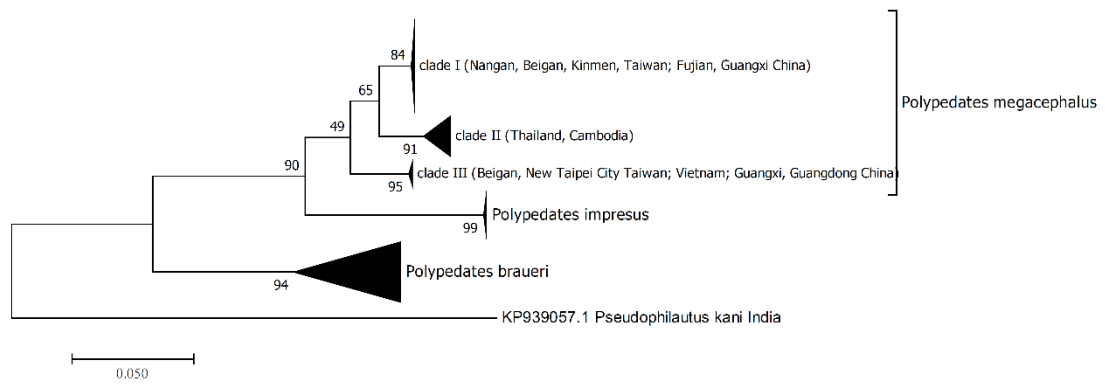 84
clade I (Nangan, Beigan, Kinmen, Taiwan; Fujian, Guangxi China)
65
Polypedates megacephalus
49
clade II (Thailand, Cambodia)
91
90
clade III (Beigan, New Taipei City Taiwan; Vietnam; Guangxi, Guangdong China)
95
Polypedates impresus
99
Polypedates braueri
94
KP939057.1 Pseudophilautus kani India
0.050